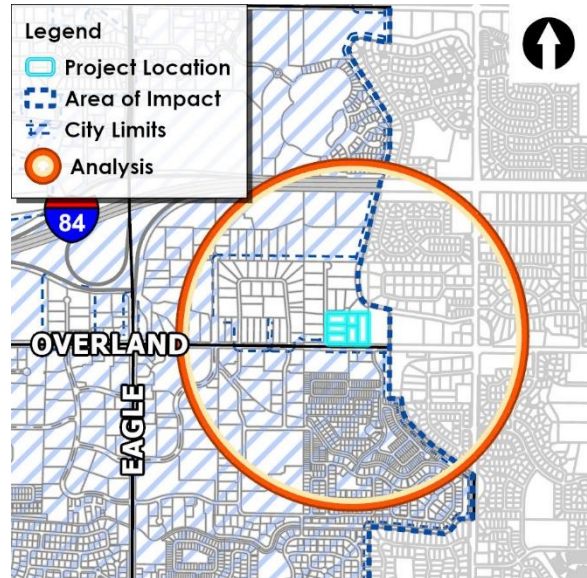 Legend
Project Location
Area of Impact
City Limits
Analysis
84
OVERLAND
EAGLE